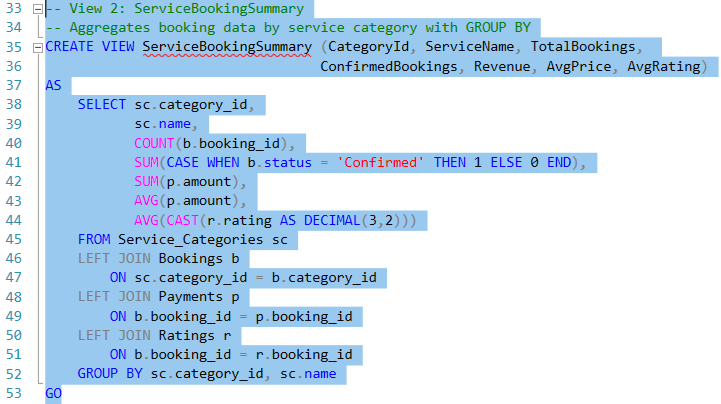 33 -- View 2: ServiceBookingSummary
34 -- Aggregates booking data by service category with GROUP BY
35 CREATE VIEW ServiceBookingSummary (CategoryId, ServiceName, TotalBookings,
36 ConfirmedBookings, Revenue, AvgPrice, AvgRating)
37 AS
38 SELECT sc.category_id,
39 sc.name,
40 COUNT(b.booking_id),
41 SUM(CASE WHEN b.status = 'Confirmed' THEN 1 ELSE 0 END),
42 SUM(p.amount),
43 AVG(p.amount),
44 AVG(CAST(r.rating AS DECIMAL(3,2)))
45 FROM Service_Categories sc
46 LEFT JOIN Bookings b
47 ON sc.category_id = b.category_id
48 LEFT JOIN Payments p
49 ON b.booking_id = p.booking_id
50 LEFT JOIN Ratings r
51 ON b.booking_id = r.booking_id
52 GROUP BY sc.category_id, sc.name
53 GO